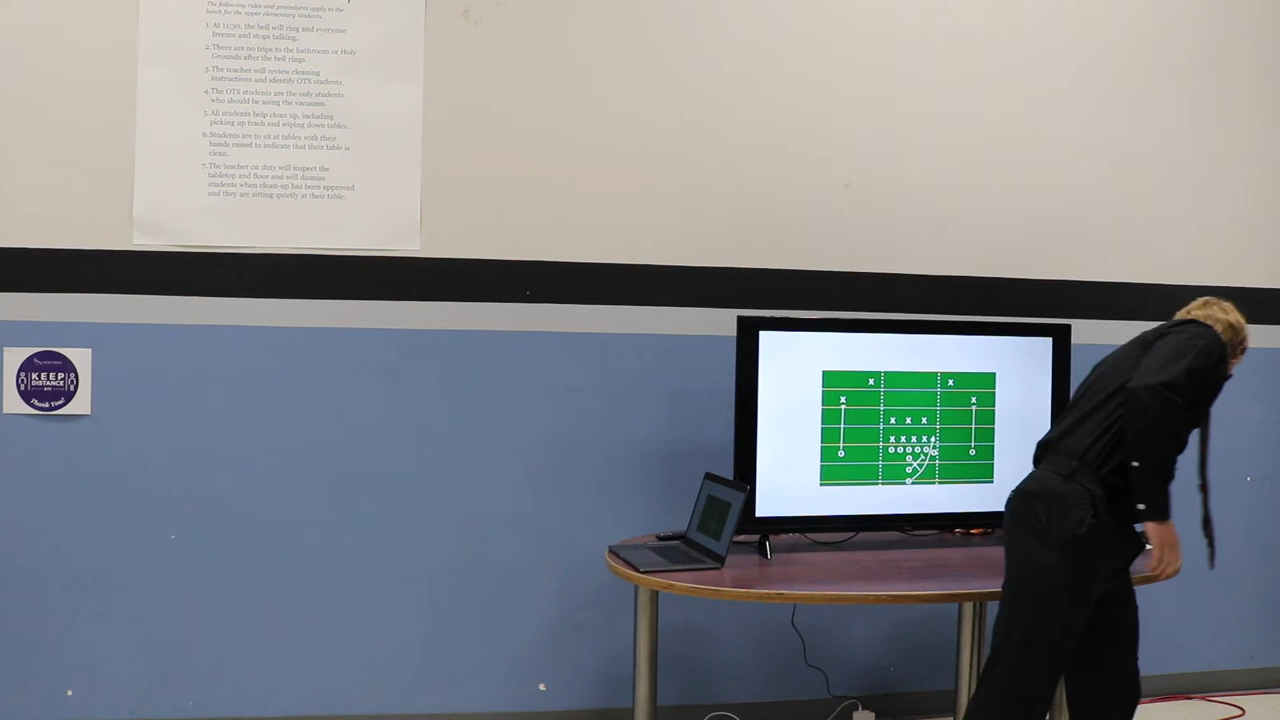 The following rules and procedures apply to the
lunch for the upper elementary students.
1. At 11:30, the bell will ring and everyone
freezes and stops talking.
2. There are no trips to the bathroom or Holy
Grounds after the bell rings.
3. The teacher will review cleaning
instructions and identify OTS students.
4. The OTS students are the only students
who should be using the vacuums.
5. All students help clean up, including
picking up trash and wiping down tables.
6. Students are to sit at tables with their
hands raised to indicate that their table is
clean.
7. The teacher on duty will inspect the
tabletop and floor and will dismiss
students when clean-up has been approved
and they are sitting quietly at their table.
KEEP
DISTANCE
Thank You!
X X
X X
X X X
X X X X